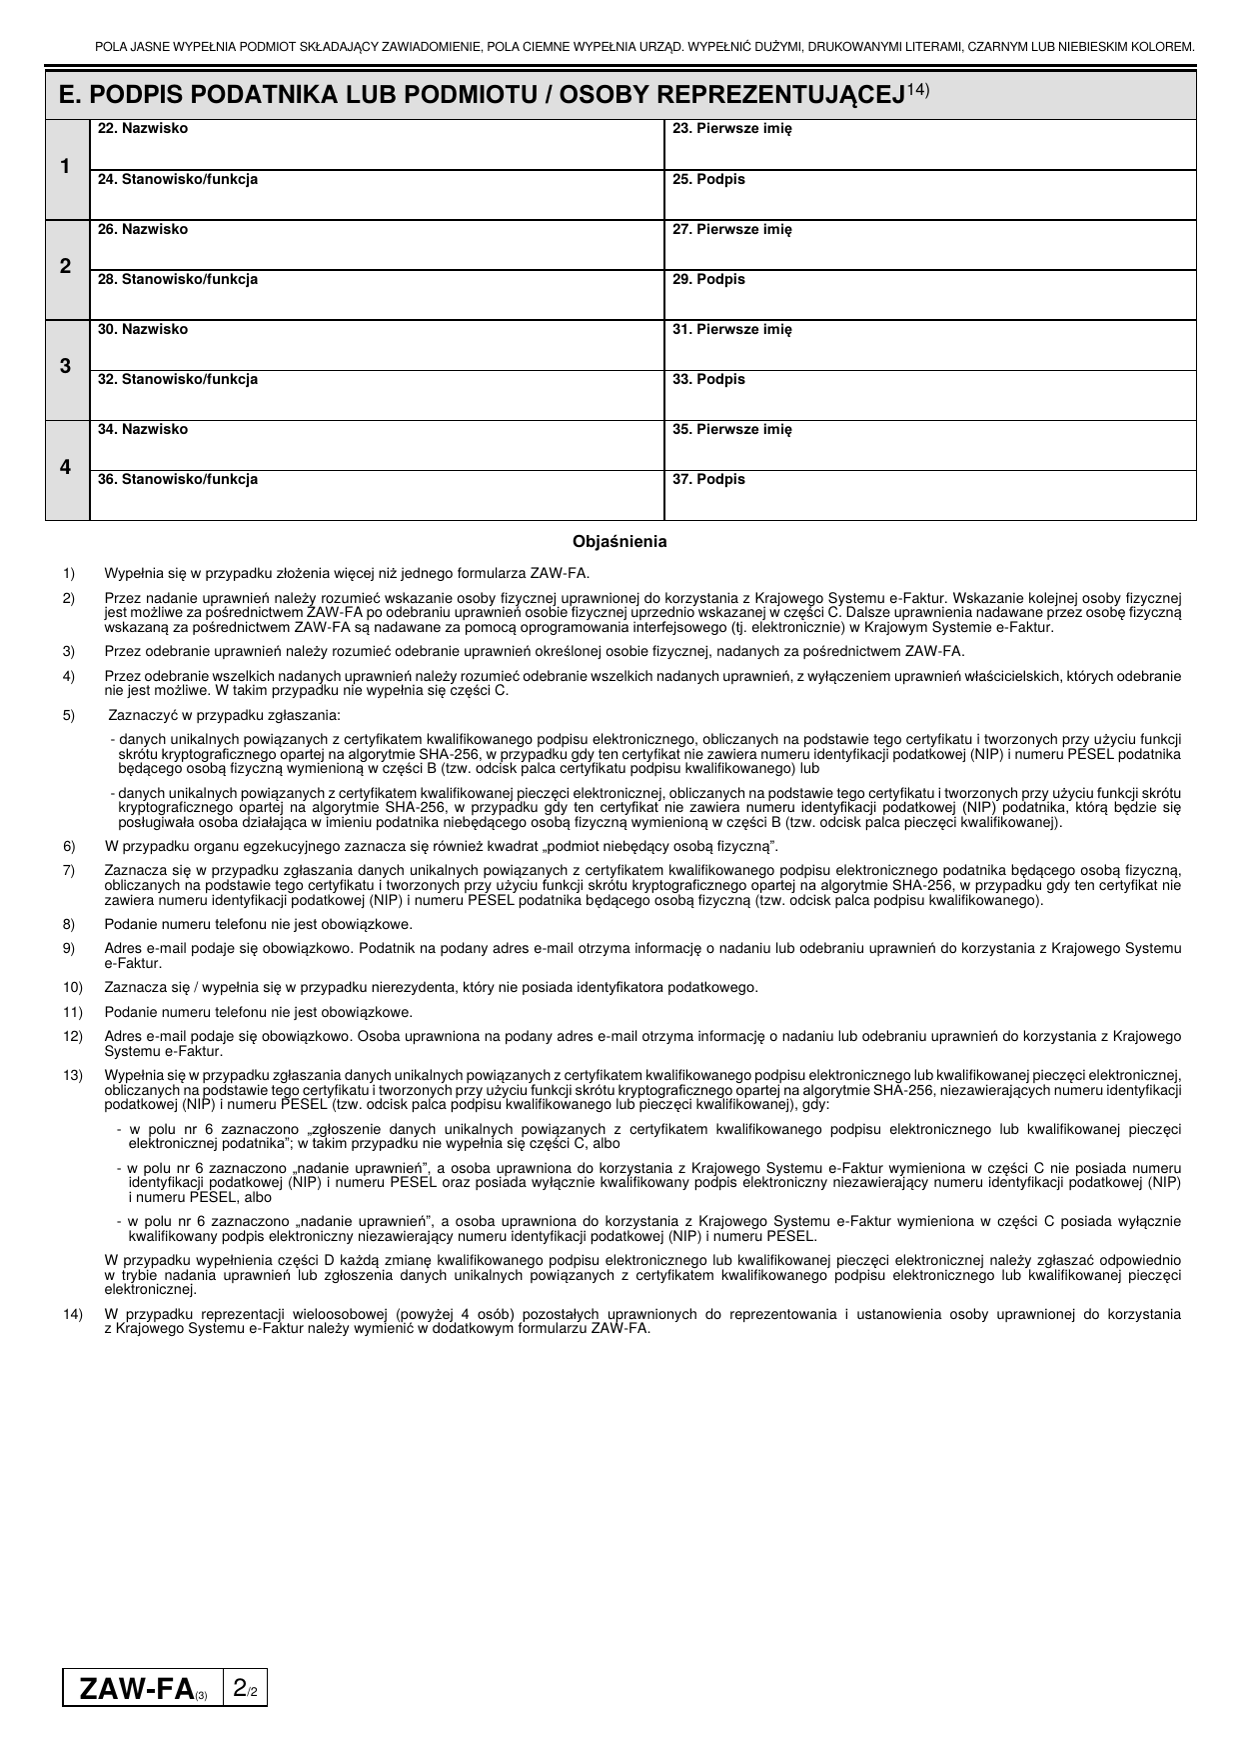 POLA JASNE WYPEŁNIA PODMIOT SKŁADAJĄCY ZAWIADOMIENIE, POLA CIEMNE WYPEŁNIA URZĄD. WYPEŁNIĆ DUŻYMI, DRUKOWANYMI LITERAMI, CZARNYM LUB NIEBIESKIM KOLOREM.
E. PODPIS PODATNIKA LUB PODMIOTU / OSOBY REPREZENTUJĄCEJ14)
1
22. Nazwisko
23. Pierwsze imię
24. Stanowisko/funkcja
25. Podpis
2
26. Nazwisko
27. Pierwsze imię
28. Stanowisko/funkcja
29. Podpis
3
30. Nazwisko
31. Pierwsze imię
32. Stanowisko/funkcja
33. Podpis
4
34. Nazwisko
35. Pierwsze imię
36. Stanowisko/funkcja
37. Podpis
Objaśnienia
1) Wypełnia się w przypadku złożenia więcej niż jednego formularza ZAW-FA.
2) Przez nadanie uprawnień należy rozumieć wskazanie osoby fizycznej uprawnionej do korzystania z Krajowego Systemu e-Faktur. Wskazanie kolejnej osoby fizycznej
jest możliwe za pośrednictwem ZAW-FA po odebraniu uprawnień osobie fizycznej uprzednio wskazanej w części C. Dalsze uprawnienia nadawane przez osobę fizyczną
wskazaną za pośrednictwem ZAW-FA są nadawane za pomocą oprogramowania interfejsowego (tj. elektronicznie) w Krajowym Systemie e-Faktur.
3) Przez odebranie uprawnień należy rozumieć odebranie uprawnień określonej osobie fizycznej, nadanych za pośrednictwem ZAW-FA.
4) Przez odebranie wszelkich nadanych uprawnień należy rozumieć odebranie wszelkich nadanych uprawnień, z wyłączeniem uprawnień właścicielskich, których odebranie
nie jest możliwe. W takim przypadku nie wypełnia się części C.
5) Zaznaczyć w przypadku zgłaszania:
- danych unikalnych powiązanych z certyfikatem kwalifikowanego podpisu elektronicznego, obliczanych na podstawie tego certyfikatu i tworzonych przy użyciu funkcji
skrótu kryptograficznego opartej na algorytmie SHA-256, w przypadku gdy ten certyfikat nie zawiera numeru identyfikacji podatkowej (NIP) i numeru PESEL podatnika
będącego osobą fizyczną wymienioną w części B (tzw. odcisk palca certyfikatu podpisu kwalifikowanego) lub
- danych unikalnych powiązanych z certyfikatem kwalifikowanej pieczęci elektronicznej, obliczanych na podstawie tego certyfikatu i tworzonych przy użyciu funkcji skrótu
kryptograficznego opartej na algorytmie SHA-256, w przypadku gdy ten certyfikat nie zawiera numeru identyfikacji podatkowej (NIP) podatnika, którą będzie się
posługiwała osoba działająca w imieniu podatnika niebędącego osobą fizyczną wymienioną w części B (tzw. odcisk palca pieczęci kwalifikowanej).
6) W przypadku organu egzekucyjnego zaznacza się również kwadrat „podmiot niebędący osobą fizyczną”.
7) Zaznacza się w przypadku zgłaszania danych unikalnych powiązanych z certyfikatem kwalifikowanego podpisu elektronicznego podatnika będącego osobą fizyczną,
obliczanych na podstawie tego certyfikatu i tworzonych przy użyciu funkcji skrótu kryptograficznego opartej na algorytmie SHA-256, w przypadku gdy ten certyfikat nie
zawiera numeru identyfikacji podatkowej (NIP) i numeru PESEL podatnika będącego osobą fizyczną (tzw. odcisk palca podpisu kwalifikowanego).
8) Podanie numeru telefonu nie jest obowiązkowe.
9) Adres e-mail podaje się obowiązkowo. Podatnik na podany adres e-mail otrzyma informację o nadaniu lub odebraniu uprawnień do korzystania z Krajowego Systemu
e-Faktur.
10) Zaznacza się / wypełnia się w przypadku nierezydenta, który nie posiada identyfikatora podatkowego.
11) Podanie numeru telefonu nie jest obowiązkowe.
12) Adres e-mail podaje się obowiązkowo. Osoba uprawniona na podany adres e-mail otrzyma informację o nadaniu lub odebraniu uprawnień do korzystania z Krajowego
Systemu e-Faktur.
13) Wypełnia się w przypadku zgłaszania danych unikalnych powiązanych z certyfikatem kwalifikowanego podpisu elektronicznego lub kwalifikowanej pieczęci elektronicznej,
obliczanych na podstawie tego certyfikatu i tworzonych przy użyciu funkcji skrótu kryptograficznego opartej na algorytmie SHA-256, niezawierających numeru identyfikacji
podatkowej (NIP) i numeru PESEL (tzw. odcisk palca podpisu kwalifikowanego lub pieczęci kwalifikowanej), gdy:
- w polu nr 6 zaznaczono „zgłoszenie danych unikalnych powiązanych z certyfikatem kwalifikowanego podpisu elektronicznego lub kwalifikowanej pieczęci
elektronicznej podatnika”; w takim przypadku nie wypełnia się części C, albo
- w polu nr 6 zaznaczono „nadanie uprawnień”, a osoba uprawniona do korzystania z Krajowego Systemu e-Faktur wymieniona w części C nie posiada numeru
identyfikacji podatkowej (NIP) i numeru PESEL oraz posiada wyłącznie kwalifikowany podpis elektroniczny niezawierający numeru identyfikacji podatkowej (NIP)
i numeru PESEL, albo
- w polu nr 6 zaznaczono „nadanie uprawnień”, a osoba uprawniona do korzystania z Krajowego Systemu e-Faktur wymieniona w części C posiada wyłącznie
kwalifikowany podpis elektroniczny niezawierający numeru identyfikacji podatkowej (NIP) i numeru PESEL.
W przypadku wypełnienia części D każdą zmianę kwalifikowanego podpisu elektronicznego lub kwalifikowanej pieczęci elektronicznej należy zgłaszać odpowiednio
w trybie nadania uprawnień lub zgłoszenia danych unikalnych powiązanych z certyfikatem kwalifikowanego podpisu elektronicznego lub kwalifikowanej pieczęci
elektronicznej.
14) W przypadku reprezentacji wieloosobowej (powyżej 4 osób) pozostałych uprawnionych do reprezentowania i ustanowienia osoby uprawnionej do korzystania
z Krajowego Systemu e-Faktur należy wymienić w dodatkowym formularzu ZAW-FA.
ZAW-FA(3) 2/2